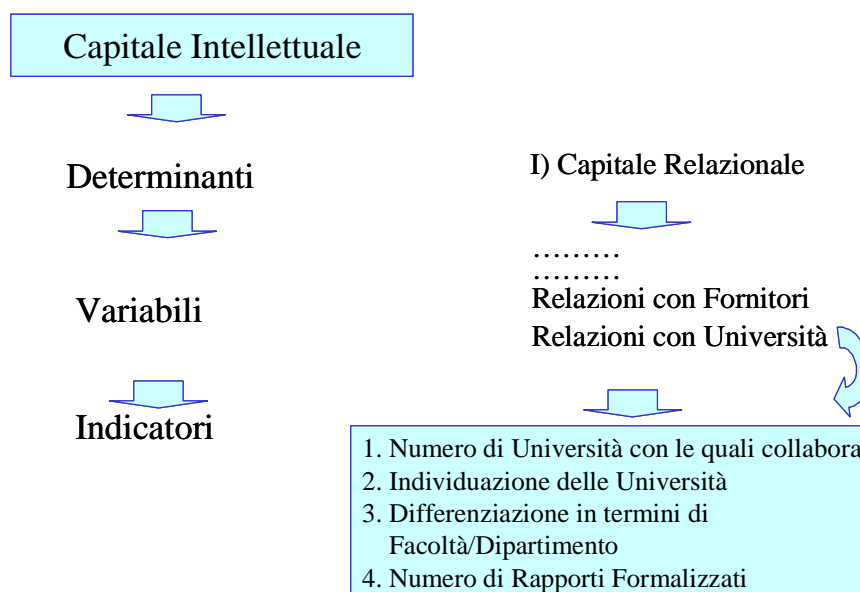 Capitale Intellettuale
Determinanti
Variabili
Indicatori
I) Capitale Relazionale
.........
.........
Relazioni con Fornitori
Relazioni con Università
1. Numero di Università con le quali collabora
2. Individuazione delle Università
3. Differenziazione in termini di
Facoltà/Dipartimento
4. Numero di Rapporti Formalizzati